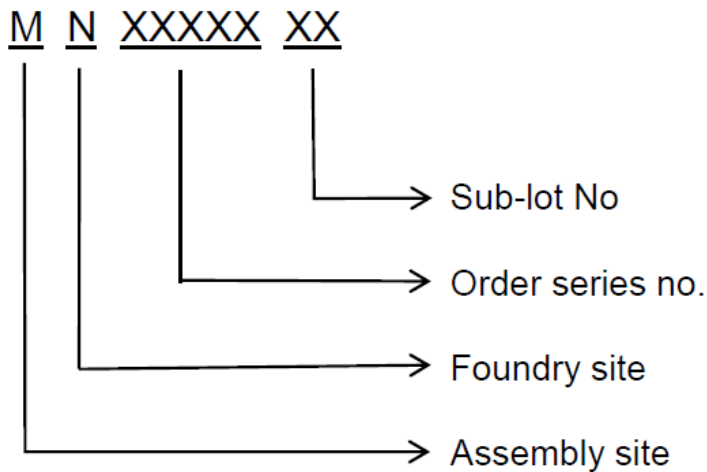 M N XXXXX XX
Sub-lot No
Order series no.
Foundry site
Assembly site